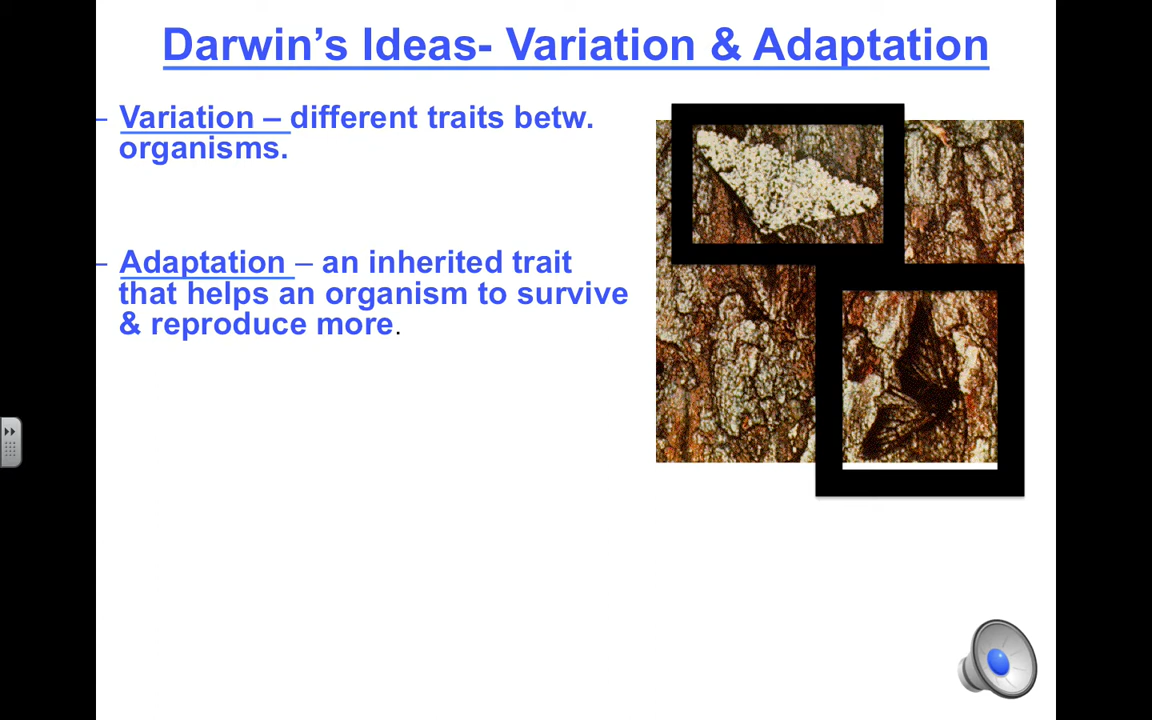 Darwin’s Ideas- Variation & Adaptation
– Variation – different traits betw.
organisms.
– Adaptation – an inherited trait
that helps an organism to survive
& reproduce more.